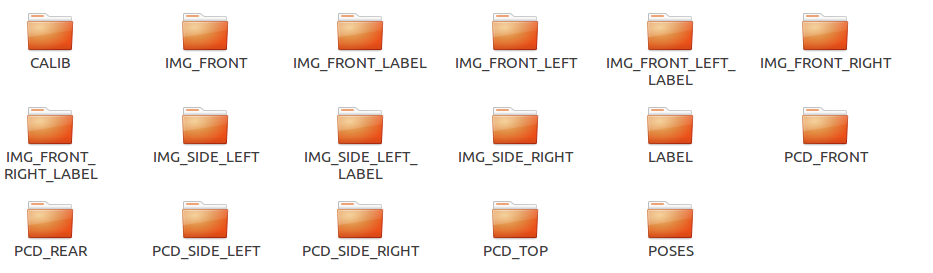 CALIB
IMG_FRONT
IMG_FRONT_LABEL
IMG_FRONT_LEFT
IMG_FRONT_LEFT_
LABEL
IMG_FRONT_RIGHT
IMG_FRONT_
RIGHT_LABEL
IMG_SIDE_LEFT
IMG_SIDE_LEFT_
LABEL
IMG_SIDE_RIGHT
LABEL
PCD_FRONT
PCD_REAR
PCD_SIDE_LEFT
PCD_SIDE_RIGHT
PCD_TOP
POSES